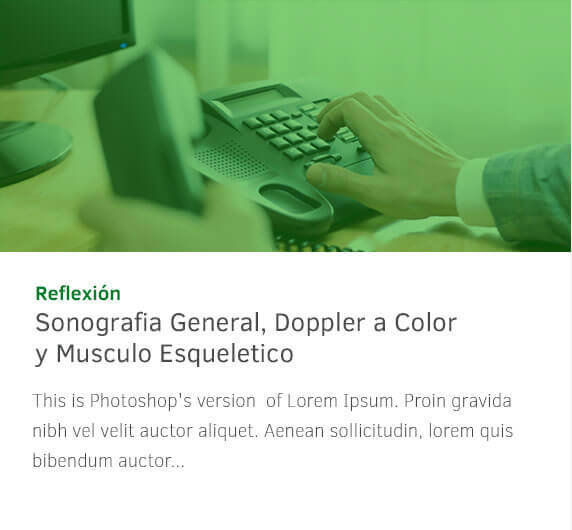 Reflexión
Sonografia General, Doppler a Color
y Musculo Esqueletico
This is Photoshop's version  of Lorem Ipsum. Proin gravida
nibh vel velit auctor aliquet. Aenean sollicitudin, lorem quis
bibendum auctor...